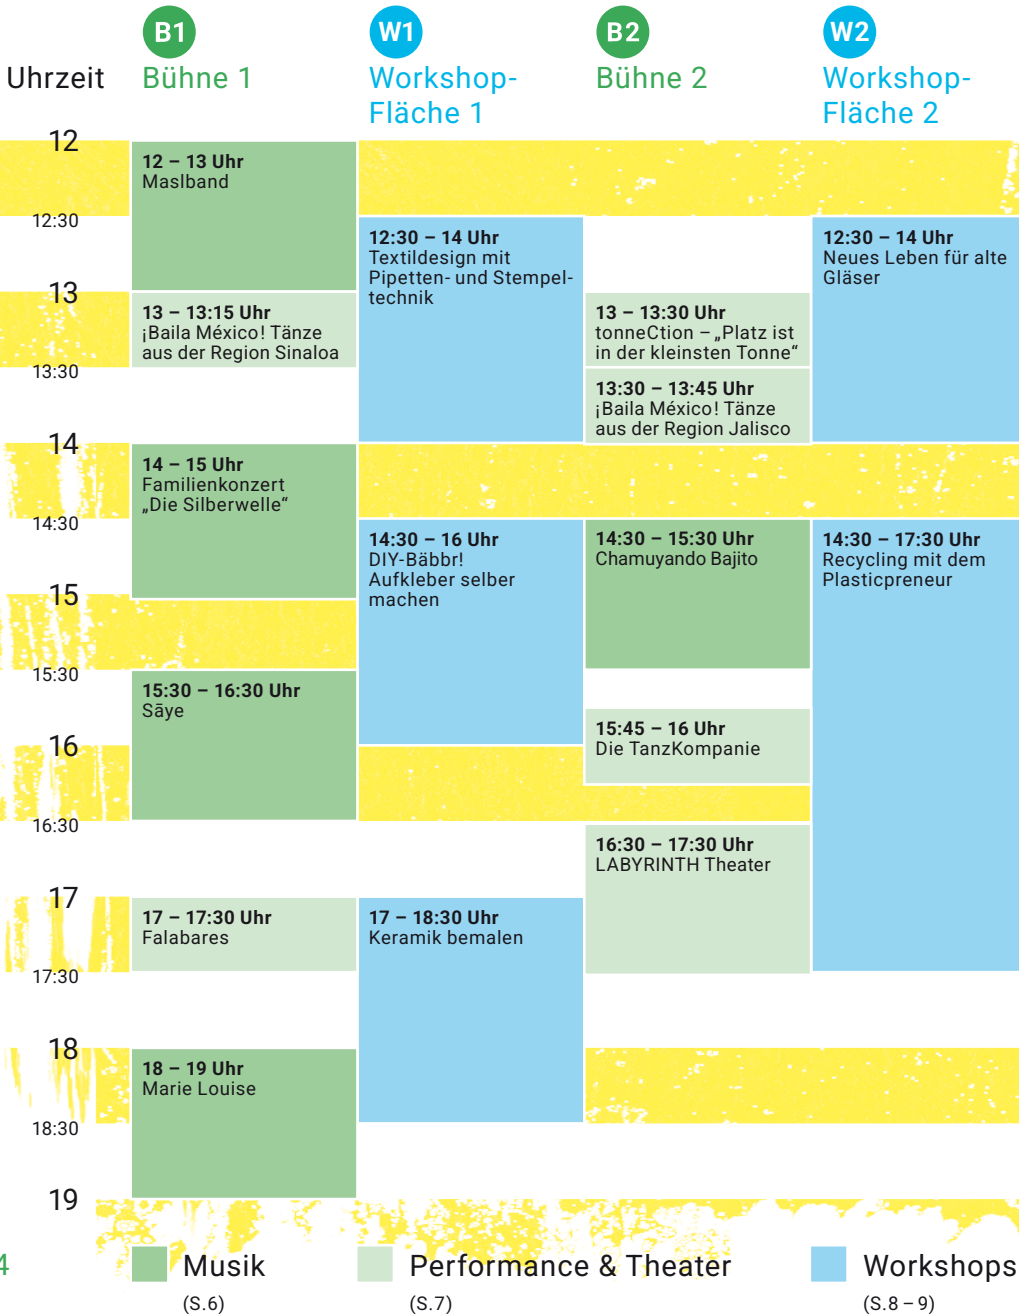 B1
W1
B2
W2
Uhrzeit
Bühne 1
Workshop-
Fläche 1
Bühne 2
Workshop-
Fläche 2
12
12:30
13
13:30
14
14:30
15
15:30
16
16:30
17
17:30
18
18:30
19
12 – 13 Uhr
Maslband
13 – 13:15 Uhr
¡Baila México! Tänze
aus der Region Sinaloa
14 – 15 Uhr
Familienkonzert
„Die Silberwelle“
15:30 – 16:30 Uhr
Sāye
17 – 17:30 Uhr
Falabares
18 – 19 Uhr
Marie Louise
12:30 – 14 Uhr
Textildesign mit
Pipetten- und Stempel-
technik
14:30 – 16 Uhr
DIY-Bäbbr!
Aufkleber selber
machen
17 – 18:30 Uhr
Keramik bemalen
13 – 13:30 Uhr
tonneCtion – „Platz ist
in der kleinsten Tonne“
13:30 – 13:45 Uhr
¡Baila México! Tänze
aus der Region Jalisco
14:30 – 15:30 Uhr
Chamuyando Bajito
15:45 – 16 Uhr
Die TanzKompanie
16:30 – 17:30 Uhr
LABYRINTH Theater
12:30 – 14 Uhr
Neues Leben für alte
Gläser
14:30 – 17:30 Uhr
Recycling mit dem
Plasticpreneur
4
Musik
(S.6)
Performance & Theater
(S.7)
Workshops
(S.8 – 9)